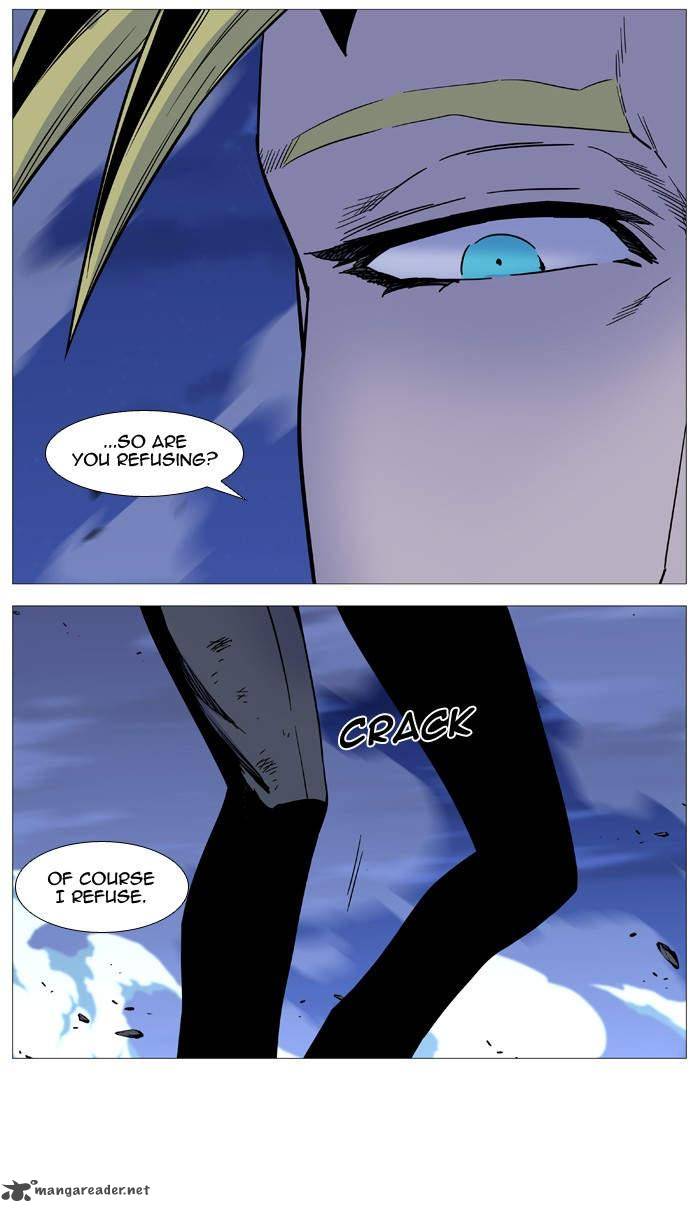 ...SO ARE
YOU REFUSING?
CRACK
OF COURSE
I REFUSE.
mangareader.net